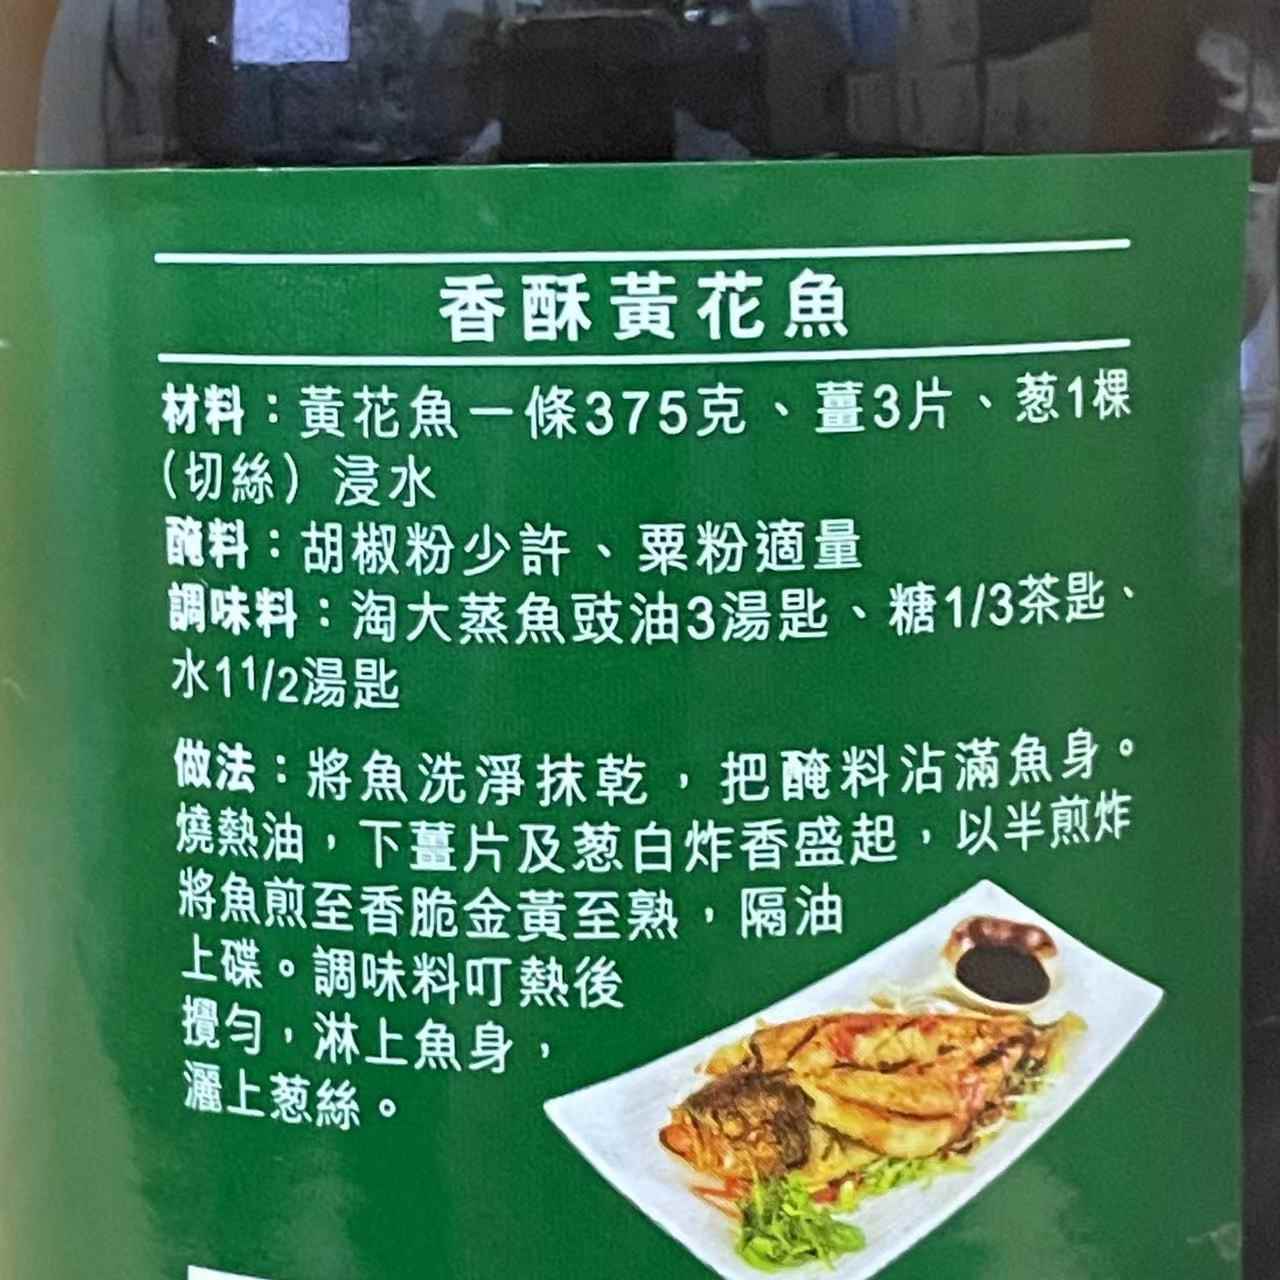 香酥黃花魚
材料：黃花魚一條375克、薑3片、葱1棵
(切絲) 浸水
醃料：胡椒粉少許、粟粉適量
調味料：淘大蒸魚豉油3湯匙、糖1/3茶匙、
水1 1/2湯匙
做法：將魚洗淨抹乾，把醃料沾滿魚身。
燒熱油，下薑片及葱白炸香盛起，以半煎炸
將魚煎至香脆金黃至熟，隔油
上碟。調味料叮熱後
攪勻，淋上魚身，
灑上葱絲。